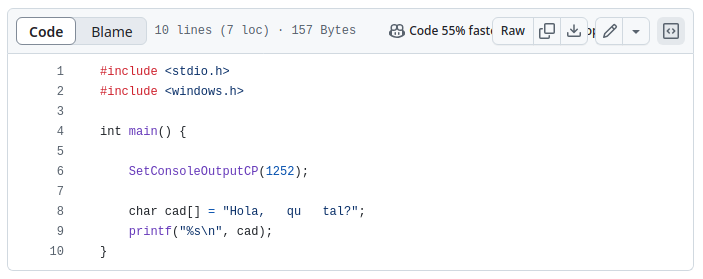 Code Blame 10 lines (7 loc) · 157 Bytes Code 55% faste Raw
1 #include <stdio.h>
2 #include <windows.h>
3
4 int main() {
5
6     SetConsoleOutputCP(1252);
7
8     char cad[] = "Hola,   qu   tal?";
9     printf("%s\n", cad);
10 }